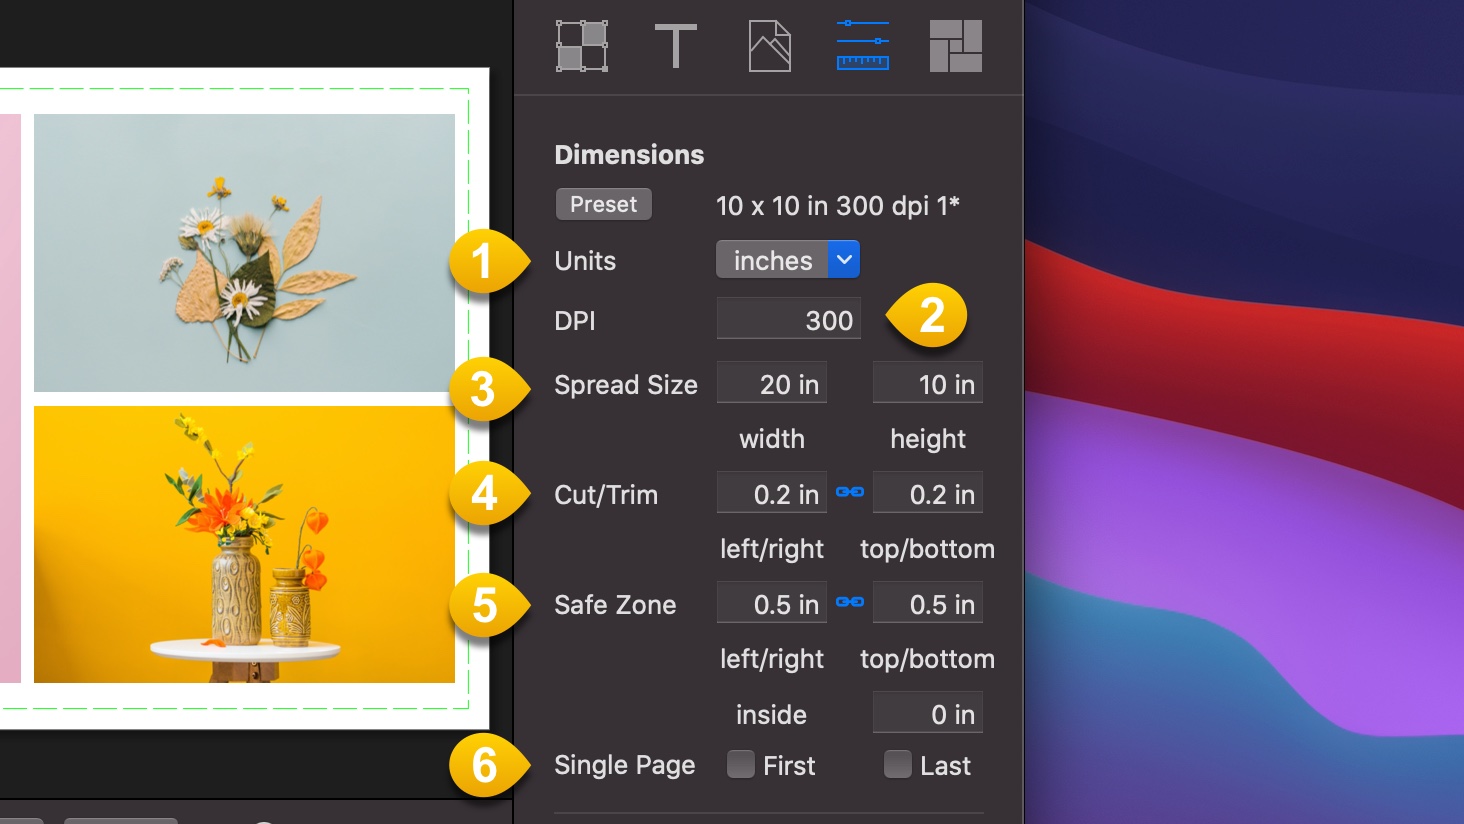 T
Dimensions
Preset 10 x 10 in 300 dpi 1*
1 Units inches
DPI 300 2
3 Spread Size 20 in 10 in
width height
4 Cut/Trim 0.2 in 0.2 in
left/right top/bottom
5 Safe Zone 0.5 in 0.5 in
left/right top/bottom
inside 0 in
6 Single Page First Last